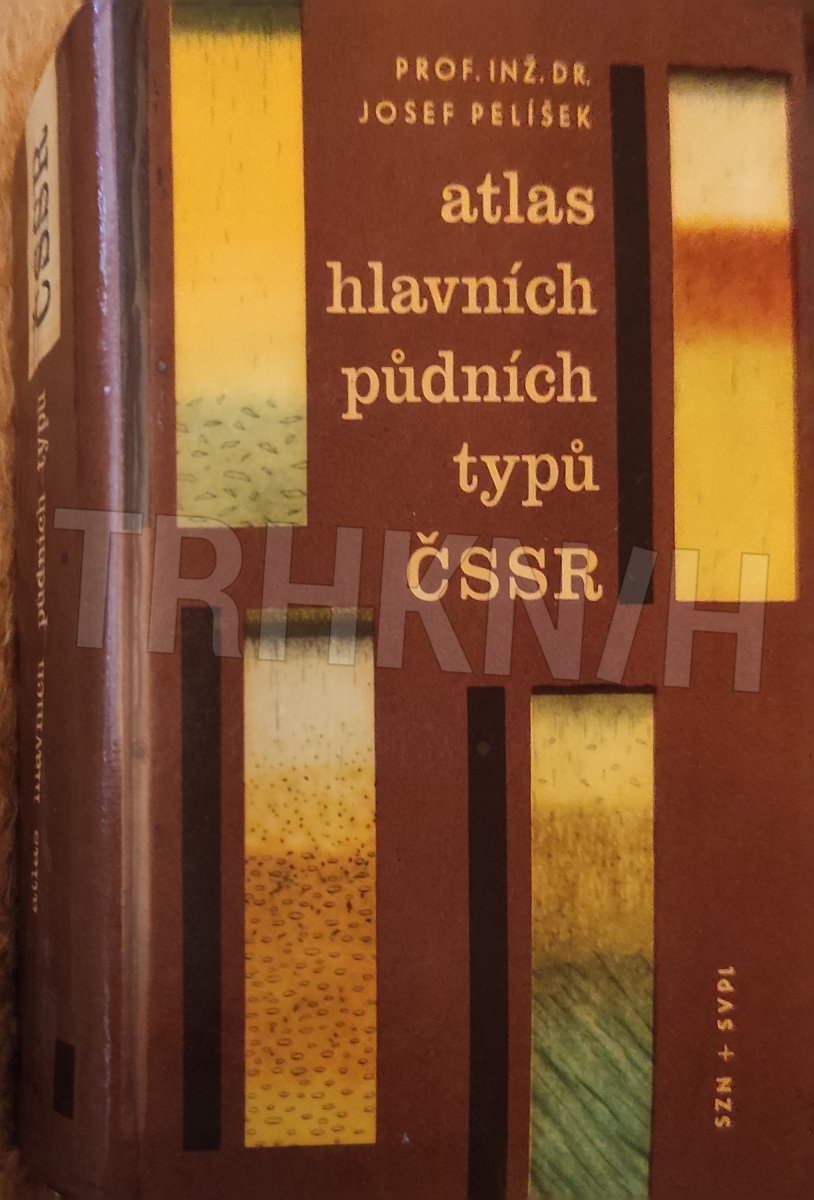 PROF. INŽ. DR.
JOSEF PELÍŠEK
atlas
hlavních
půdních
typů
ČSSR
SZN + SVPL
atlas hlavních půdních typů
ČSSR
TRHKNIH